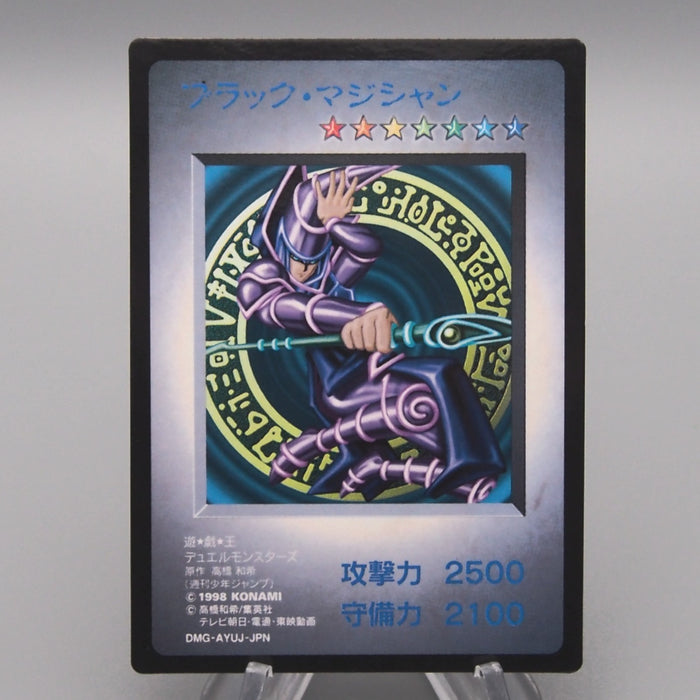 ブラック・マジシャン
遊★戯★王
デュエルモンスターズ
原作 高橋 和希
(週刊少年ジャンプ)
© 1998 KONAMI
© 高橋和希/集英社
テレビ朝日・電通・東映動画
DMG-AYUJ-JPN
攻撃力 2500
守備力 2100